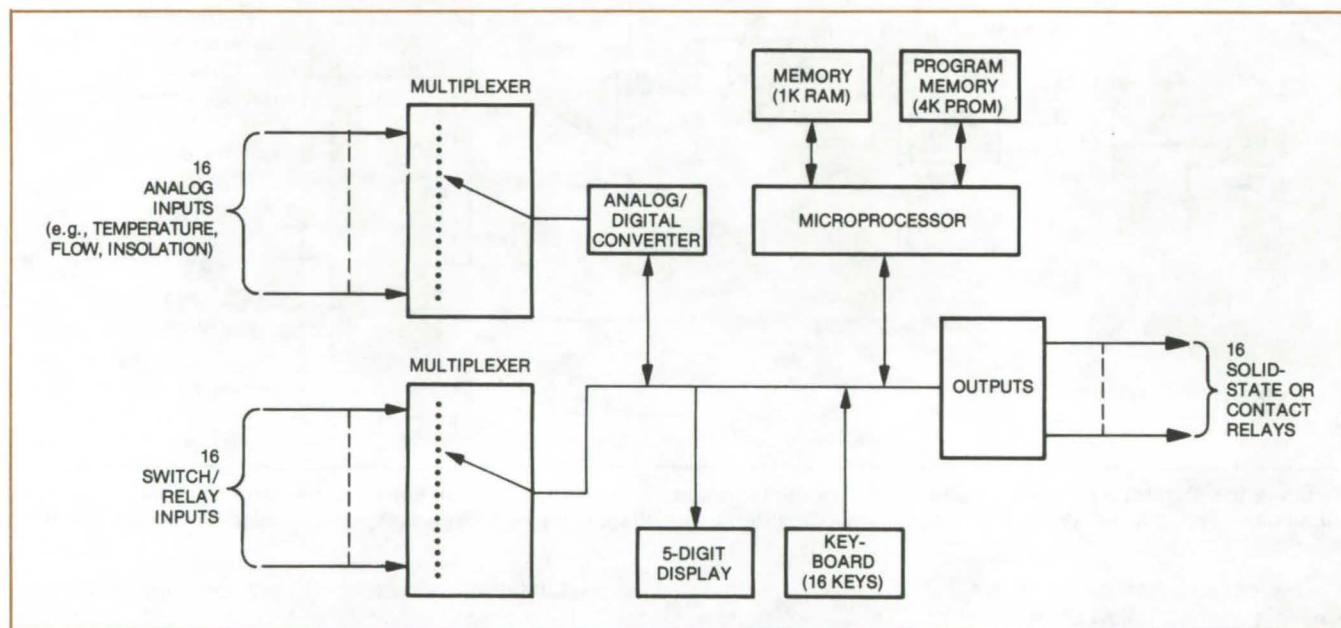 MULTIPLEXER
16
ANALOG
INPUTS
(e.g., TEMPERATURE,
FLOW, INSOLATION)
ANALOG/
DIGITAL
CONVERTER
MEMORY
(1K RAM)
PROGRAM
MEMORY
(4K PROM)
MICROPROCESSOR
MULTIPLEXER
16
SWITCH/
RELAY
INPUTS
5-DIGIT
DISPLAY
KEY-
BOARD
(16 KEYS)
OUTPUTS
16
SOLID-
STATE OR
CONTACT
RELAYS